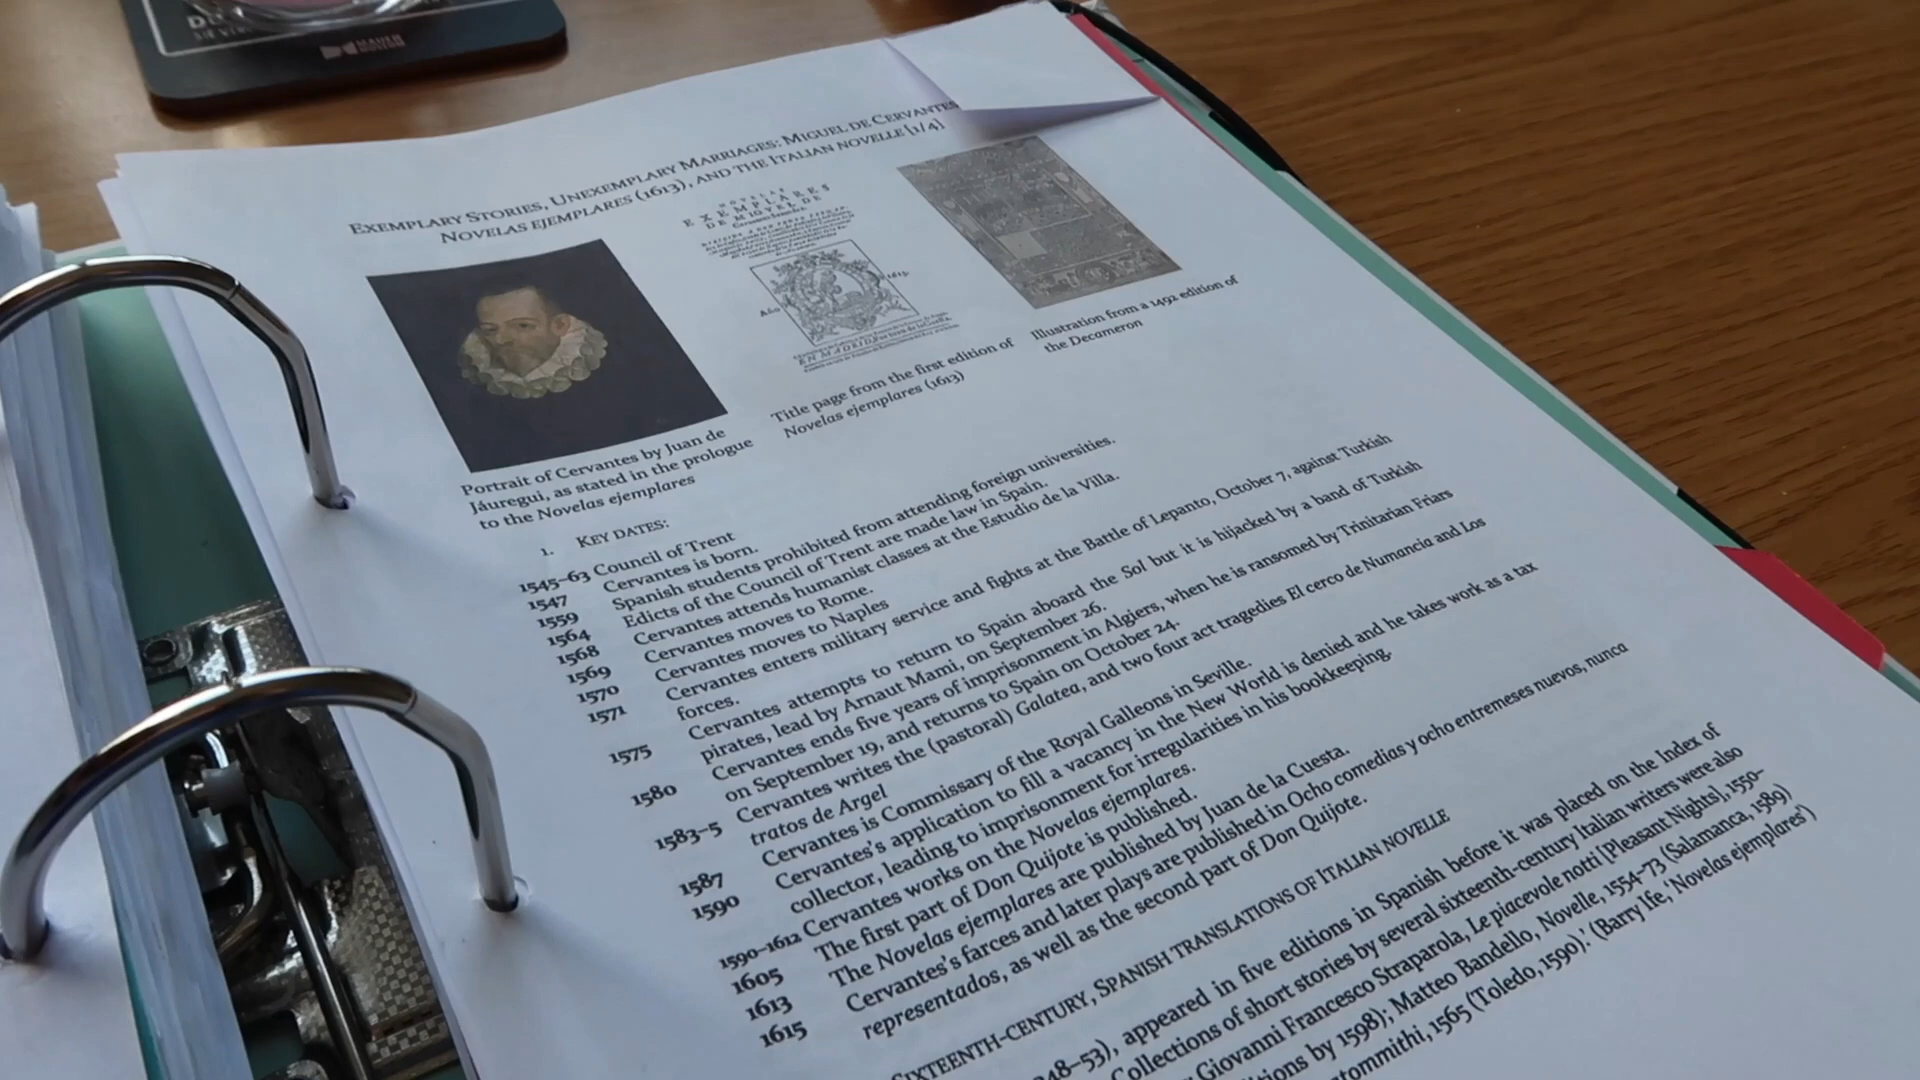 MAUER
MUSEUM
EXEMPLARY STORIES, UNEXEMPLARY MARRIAGES: MIGUEL DE CERVANTES
NOVELAS EJEMPLARES (1613), AND THE ITALIAN NOVELLE [1/4]
NOVELAS
EXEMPLARES
DE MIGVEL DE
Año
1613.
EN MADRID
Portrait of Cervantes by Juan de
Jáuregui, as stated in the prologue
to the Novelas ejemplares
Title page from the first edition of
Novelas ejemplares (1613)
Illustration from a 1492 edition of
the Decameron
1. KEY DATES:
1545–63 Council of Trent
1547 Cervantes is born.
1559 Spanish students prohibited from attending foreign universities.
1564 Edicts of the Council of Trent are made law in Spain.
1568 Cervantes attends humanist classes at the Estudio de la Villa.
1569 Cervantes moves to Rome.
1570 Cervantes moves to Naples
1571 Cervantes enters military service and fights at the Battle of Lepanto, October 7, against Turkish
forces.
1575 Cervantes attempts to return to Spain aboard the Sol but it is hijacked by a band of Turkish
pirates, lead by Arnaut Mami, on September 26.
1580 Cervantes ends five years of imprisonment in Algiers, when he is ransomed by Trinitarian Friars
on September 19, and returns to Spain on October 24.
1583–5 Cervantes writes the (pastoral) Galatea, and two four act tragedies El cerco de Numancia and Los
tratos de Argel
1587 Cervantes is Commissary of the Royal Galleons in Seville.
1590 Cervantes's application to fill a vacancy in the New World is denied and he takes work as a tax
collector, leading to imprisonment for irregularities in his bookkeeping.
1590–1612 Cervantes works on the Novelas ejemplares.
1605 The first part of Don Quijote is published.
1613 The Novelas ejemplares are published by Juan de la Cuesta.
1615 Cervantes's farces and later plays are published in Ocho comedias y ocho entremeses nuevos, nunca
representados, as well as the second part of Don Quijote.
SIXTEENTH-CENTURY, SPANISH TRANSLATIONS OF ITALIAN NOVELLE
48–53), appeared in five editions in Spanish before it was placed on the Index of
Collections of short stories by several sixteenth-century Italian writers were also
Giovanni Francesco Straparola, Le piacevole notti [Pleasant Nights], 1550–
tions by 1598); Matteo Bandello, Novelle, 1554–73 (Salamanca, 1589)
tommithi, 1565 (Toledo, 1590).' (Barry Ife, 'Novelas ejemplares')